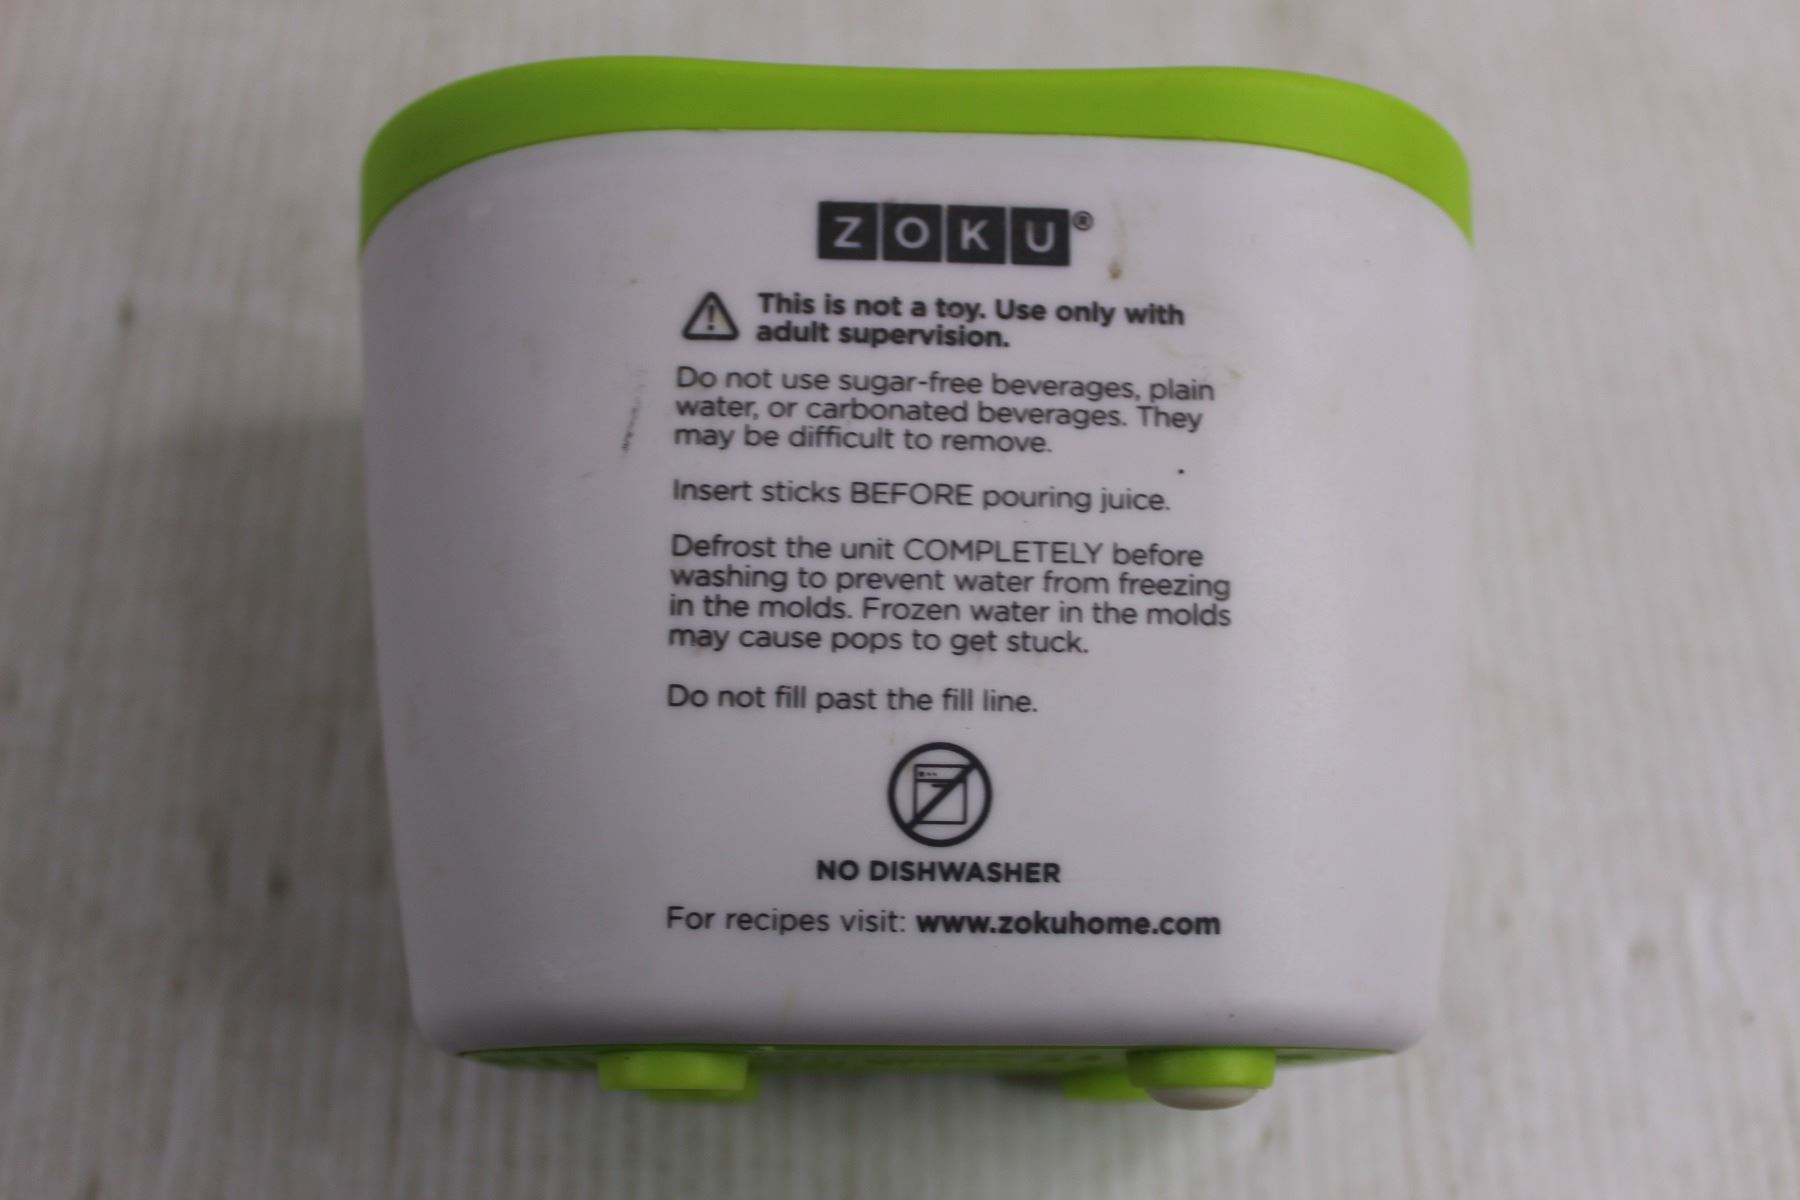 ZOKU®
This is not a toy. Use only with
adult supervision.
Do not use sugar-free beverages, plain
water, or carbonated beverages. They
may be difficult to remove.
Insert sticks BEFORE pouring juice.
Defrost the unit COMPLETELY before
washing to prevent water from freezing
in the molds. Frozen water in the molds
may cause pops to get stuck.
Do not fill past the fill line.
NO DISHWASHER
For recipes visit: www.zokuhome.com